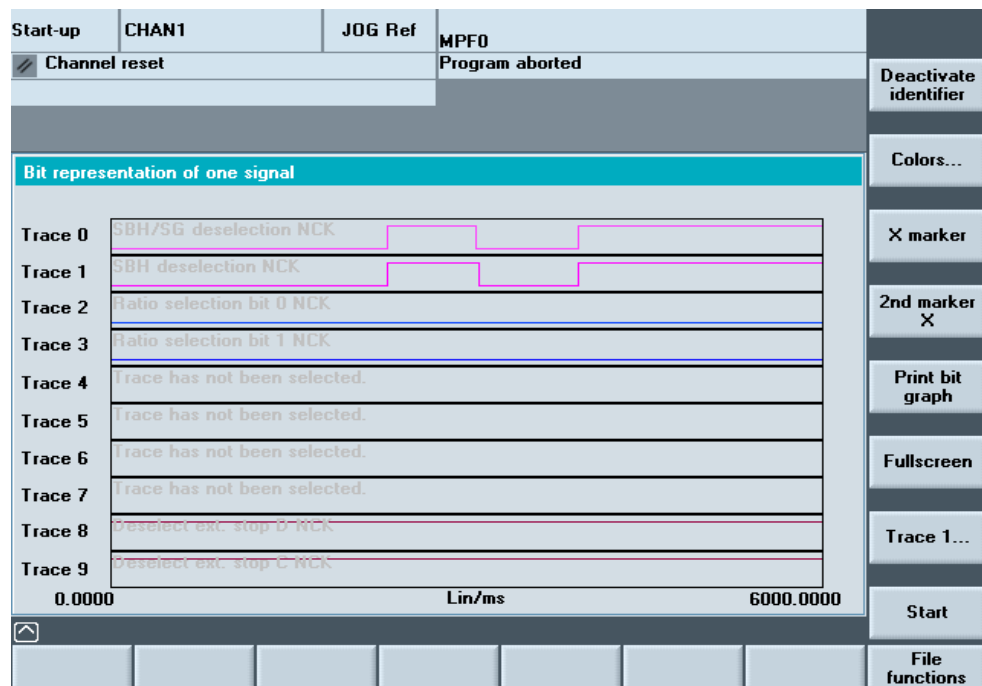 Start-up
CHAN1
JOG Ref
MPF0
Channel reset
Program aborted
Bit representation of one signal
Trace 0
SBH/SG deselection NCK
Trace 1
SBH deselection NCK
Trace 2
Ratio selection bit 0 NCK
Trace 3
Ratio selection bit 1 NCK
Trace 4
Trace has not been selected.
Trace 5
Trace has not been selected.
Trace 6
Trace has not been selected.
Trace 7
Trace has not been selected.
Trace 8
Deselect ext. stop D NCK
Trace 9
Deselect ext. stop C NCK
0.0000
Lin/ms
6000.0000
Deactivate
identifier
Colors...
X marker
2nd marker
X
Print bit
graph
Fullscreen
Trace 1...
Start
File
functions